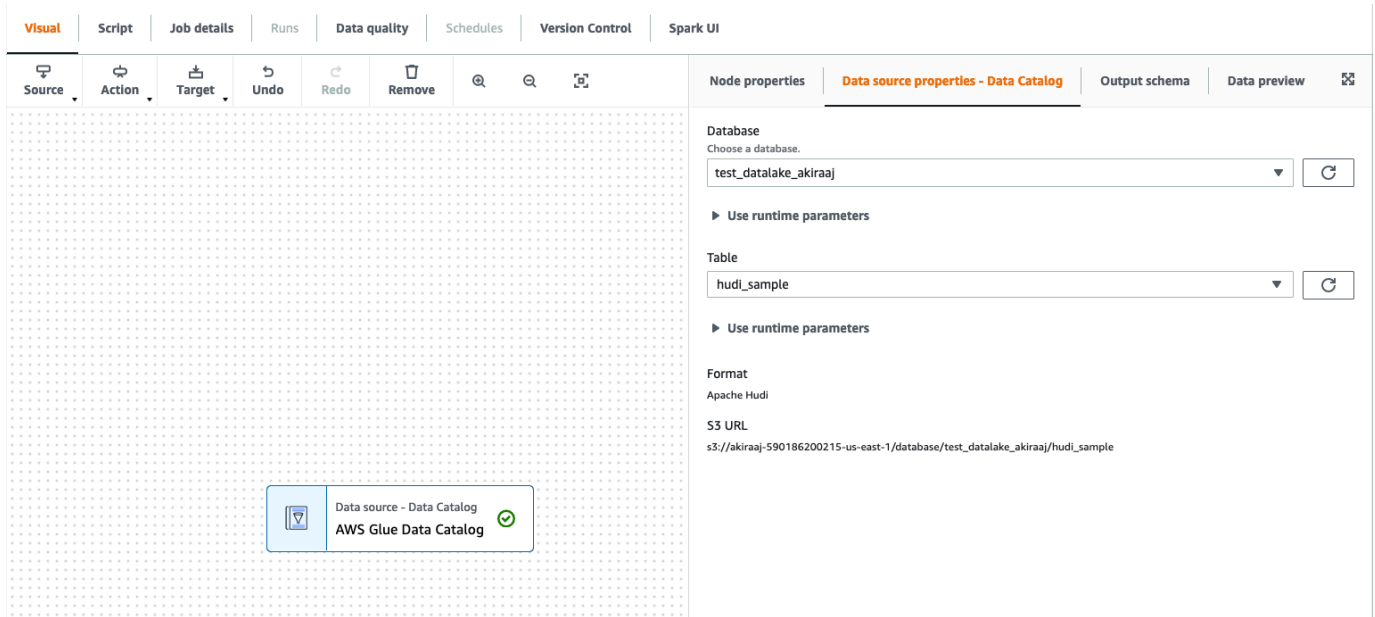 Visual Script Job details Runs Data quality Schedules Version Control Spark UI
Source Action Target Undo Redo Remove
Node properties Data source properties - Data Catalog Output schema Data preview
Database
Choose a database.
test_datalake_akiraaj
Use runtime parameters
Table
hudi_sample
Use runtime parameters
Format
Apache Hudi
S3 URL
s3://akiraaj-590186200215-us-east-1/database/test_datalake_akiraaj/hudi_sample
Data source - Data Catalog
AWS Glue Data Catalog